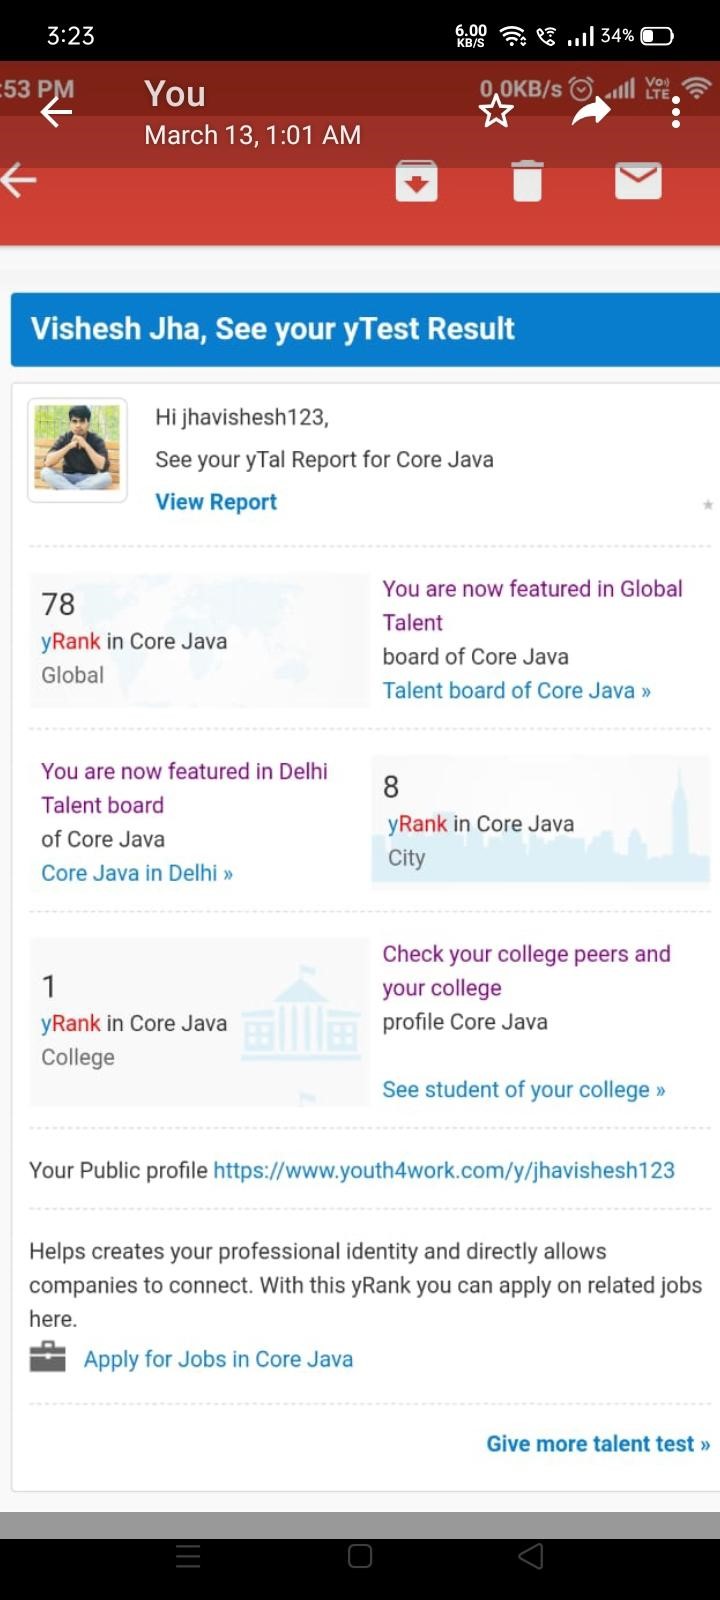 3:23
6.00
KB/S
34%
:53 PM
0.0KB/s
Vo)
LTE
You
March 13, 1:01 AM
Vishesh Jha, See your yTest Result
Hi jhavishesh123,
See your yTal Report for Core Java
View Report
78
yRank in Core Java
Global
You are now featured in Global
Talent
board of Core Java
Talent board of Core Java »
You are now featured in Delhi
Talent board
of Core Java
Core Java in Delhi »
8
yRank in Core Java
City
1
yRank in Core Java
College
Check your college peers and
your college
profile Core Java
See student of your college »
Your Public profile https://www.youth4work.com/y/jhavishesh123
Helps creates your professional identity and directly allows
companies to connect. With this yRank you can apply on related jobs
here.
Apply for Jobs in Core Java
Give more talent test »